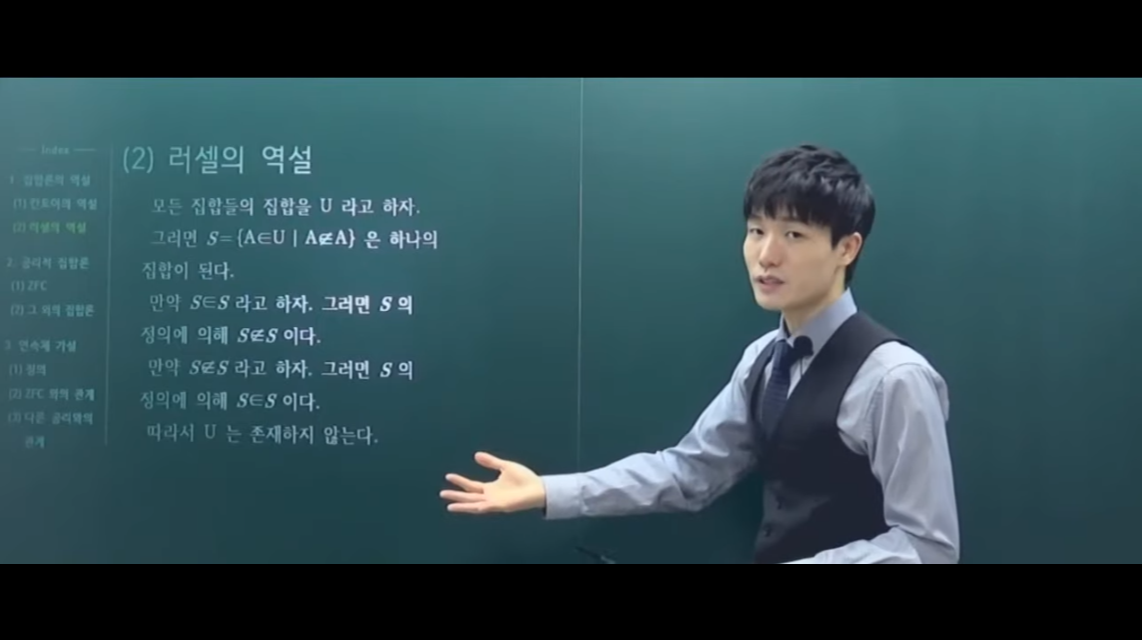 Index
1. 집합론의 역설
(1) 칸토어의 역설
(2) 러셀의 역설
2. 공리적 집합론
(1) ZFC
(2) 그 외의 집합론
3. 연속체 가설
(1) 정의
(2) ZFC 와의 관계
(3) 다른 공리와의
관계
(2) 러셀의 역설
모든 집합들의 집합을 U 라고 하자.
그러면 S={A∈U | A∉A} 은 하나의
집합이 된다.
만약 S∈S 라고 하자. 그러면 S 의
정의에 의해 S∉S 이다.
만약 S∉S 라고 하자. 그러면 S 의
정의에 의해 S∈S 이다.
따라서 U 는 존재하지 않는다.